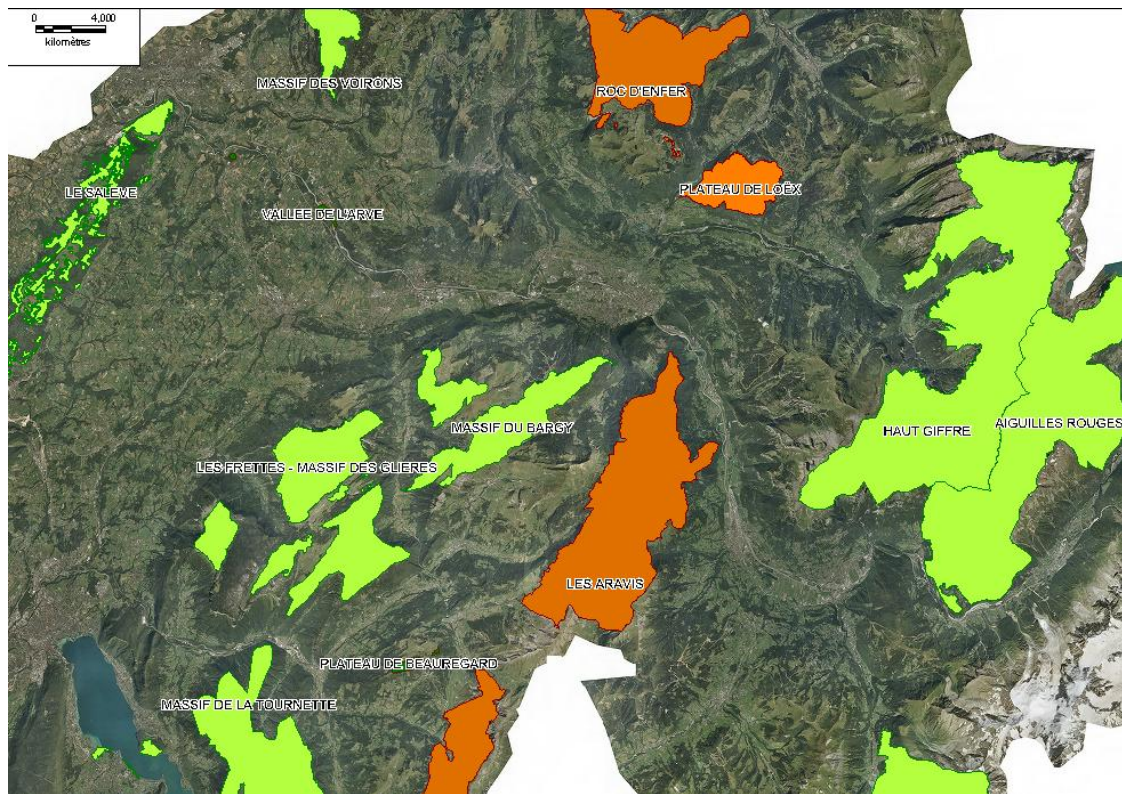 0 4,000
kilomètres
MASSIF DES VOIRONS
ROC D'ENFER
LE SALEVE
PLATEAU DE LOËX
VALLEE DE L'ARVE
MASSIF DU BARGY
HAUT GIFFRE
AIGUILLES ROUGES
LES FRETTES - MASSIF DES GLIERES
LES ARAVIS
PLATEAU DE BEAUREGARD
MASSIF DE LA TOURNETTE